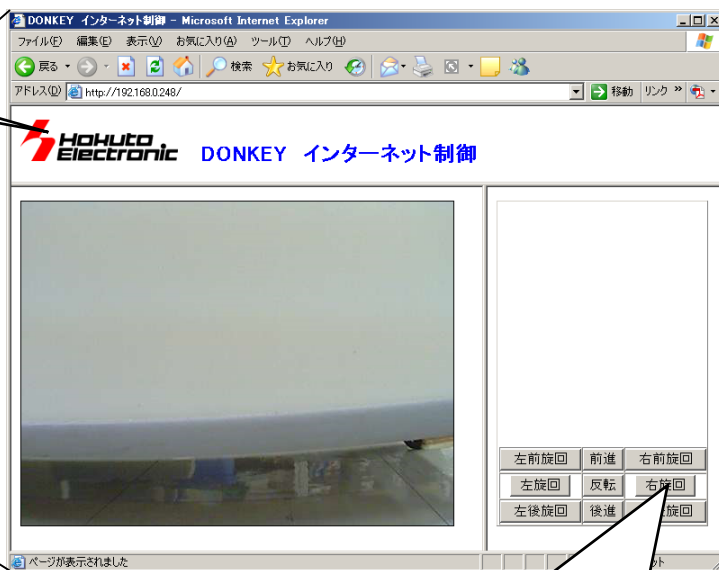 DONKEY インターネット制御 - Microsoft Internet Explorer
ファイル(F) 編集(E) 表示(V) お気に入り(A) ツール(T) ヘルプ(H)
戻る 検索 お気に入り
アドレス(D) http://192.168.0.248/ 移動 リンク »
Hokuto
Electronic DONKEY インターネット制御
左前旋回 前進 右前旋回
左旋回 反転 右旋回
左後旋回 後進 旋回
ページが表示されました